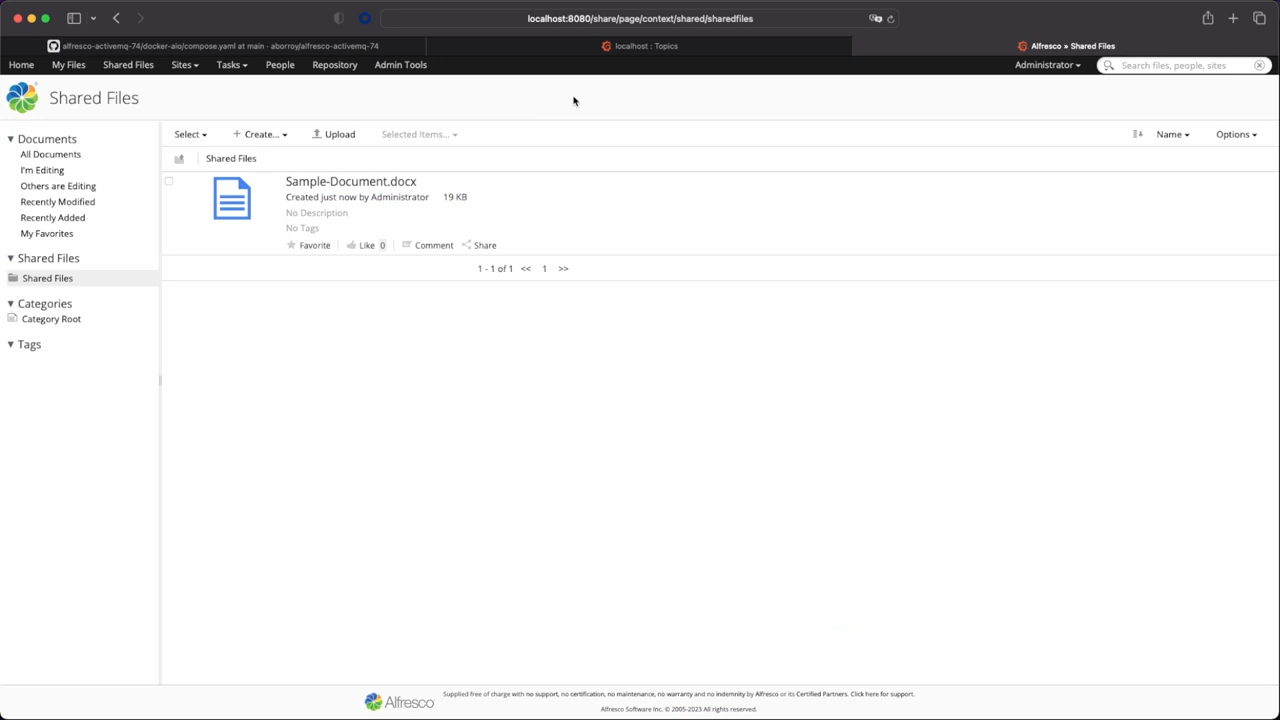 localhost:8080/share/page/context/shared/sharedfiles
alfresco-activemq-74/docker-aio/compose.yaml at main · aborroy/alfresco-activemq-74
localhost : Topics
Alfresco » Shared Files
Home My Files Shared Files Sites Tasks People Repository Admin Tools Administrator Search files, people, sites
Shared Files
Documents
All Documents
I'm Editing
Others are Editing
Recently Modified
Recently Added
My Favorites
Shared Files
Shared Files
Categories
Category Root
Tags
Select + Create... Upload Selected Items... Name Options
Shared Files
Sample-Document.docx
Created just now by Administrator 19 KB
No Description
No Tags
Favorite Like 0 Comment Share
1 - 1 of 1 << 1 >>
Alfresco
Supplied free of charge with no support, no certification, no maintenance, no warranty and no indemnity by Alfresco or its Certified Partners. Click here for support.
Alfresco Software Inc. © 2005-2023 All rights reserved.